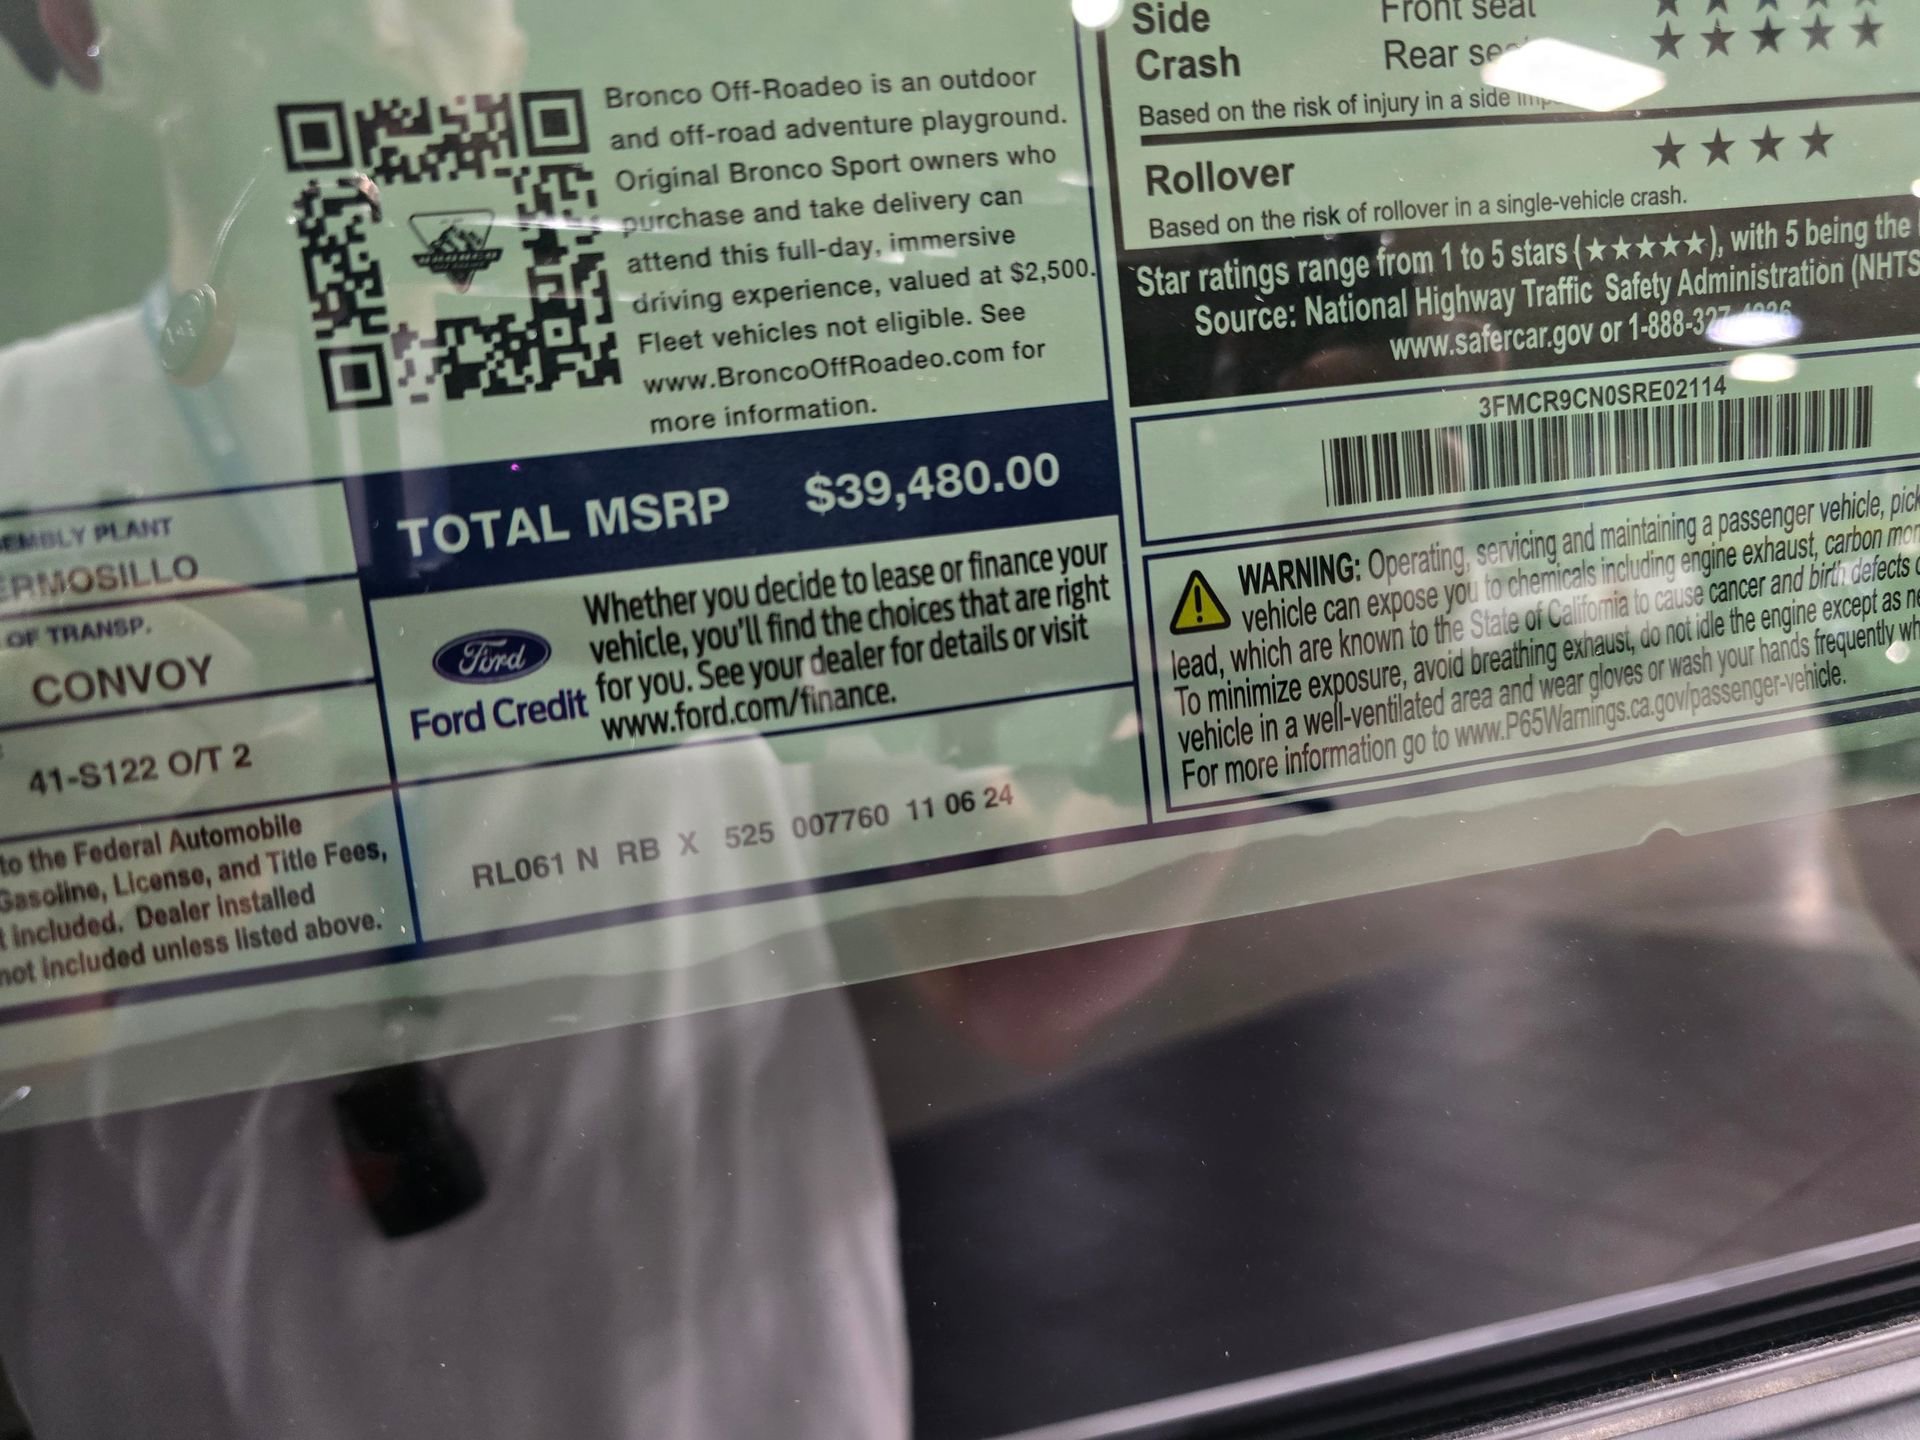 Bronco Off-Roadeo is an outdoor
and off-road adventure playground.
Original Bronco Sport owners who
purchase and take delivery can
attend this full-day, immersive
driving experience, valued at $2,500.
Fleet vehicles not eligible. See
www.BroncoOffRoadeo.com for
more information.
TOTAL MSRP $39,480.00
EMBLY PLANT
ERMOSILLO
OF TRANSP.
CONVOY
41-S122 O/T 2
to the Federal Automobile
Gasoline, License, and Title Fees,
t included. Dealer installed
not included unless listed above.
Ford
Ford Credit
Whether you decide to lease or finance your
vehicle, you'll find the choices that are right
for you. See your dealer for details or visit
www.ford.com/finance.
RL061 N RB X 525 007760 11 06 24
Side
Crash
Front seat
Rear ★★★★★
Based on the risk of injury in a side
Rollover ★★★★
Based on the risk of rollover in a single-vehicle crash.
Star ratings range from 1 to 5 stars (★★★★★), with 5 being the
Source: National Highway Traffic Safety Administration (NHTS
www.safercar.gov or 1-888-327-4236
3FMCR9CN0SRE02114
WARNING: Operating, servicing and maintaining a passenger vehicle, pick
vehicle can expose you to chemicals including engine exhaust, carbon mon
lead, which are known to the State of California to cause cancer and birth defects
To minimize exposure, avoid breathing exhaust, do not idle the engine except as ne
vehicle in a well-ventilated area and wear gloves or wash your hands frequently wh
For more information go to www.P65Warnings.ca.gov/passenger-vehicle.